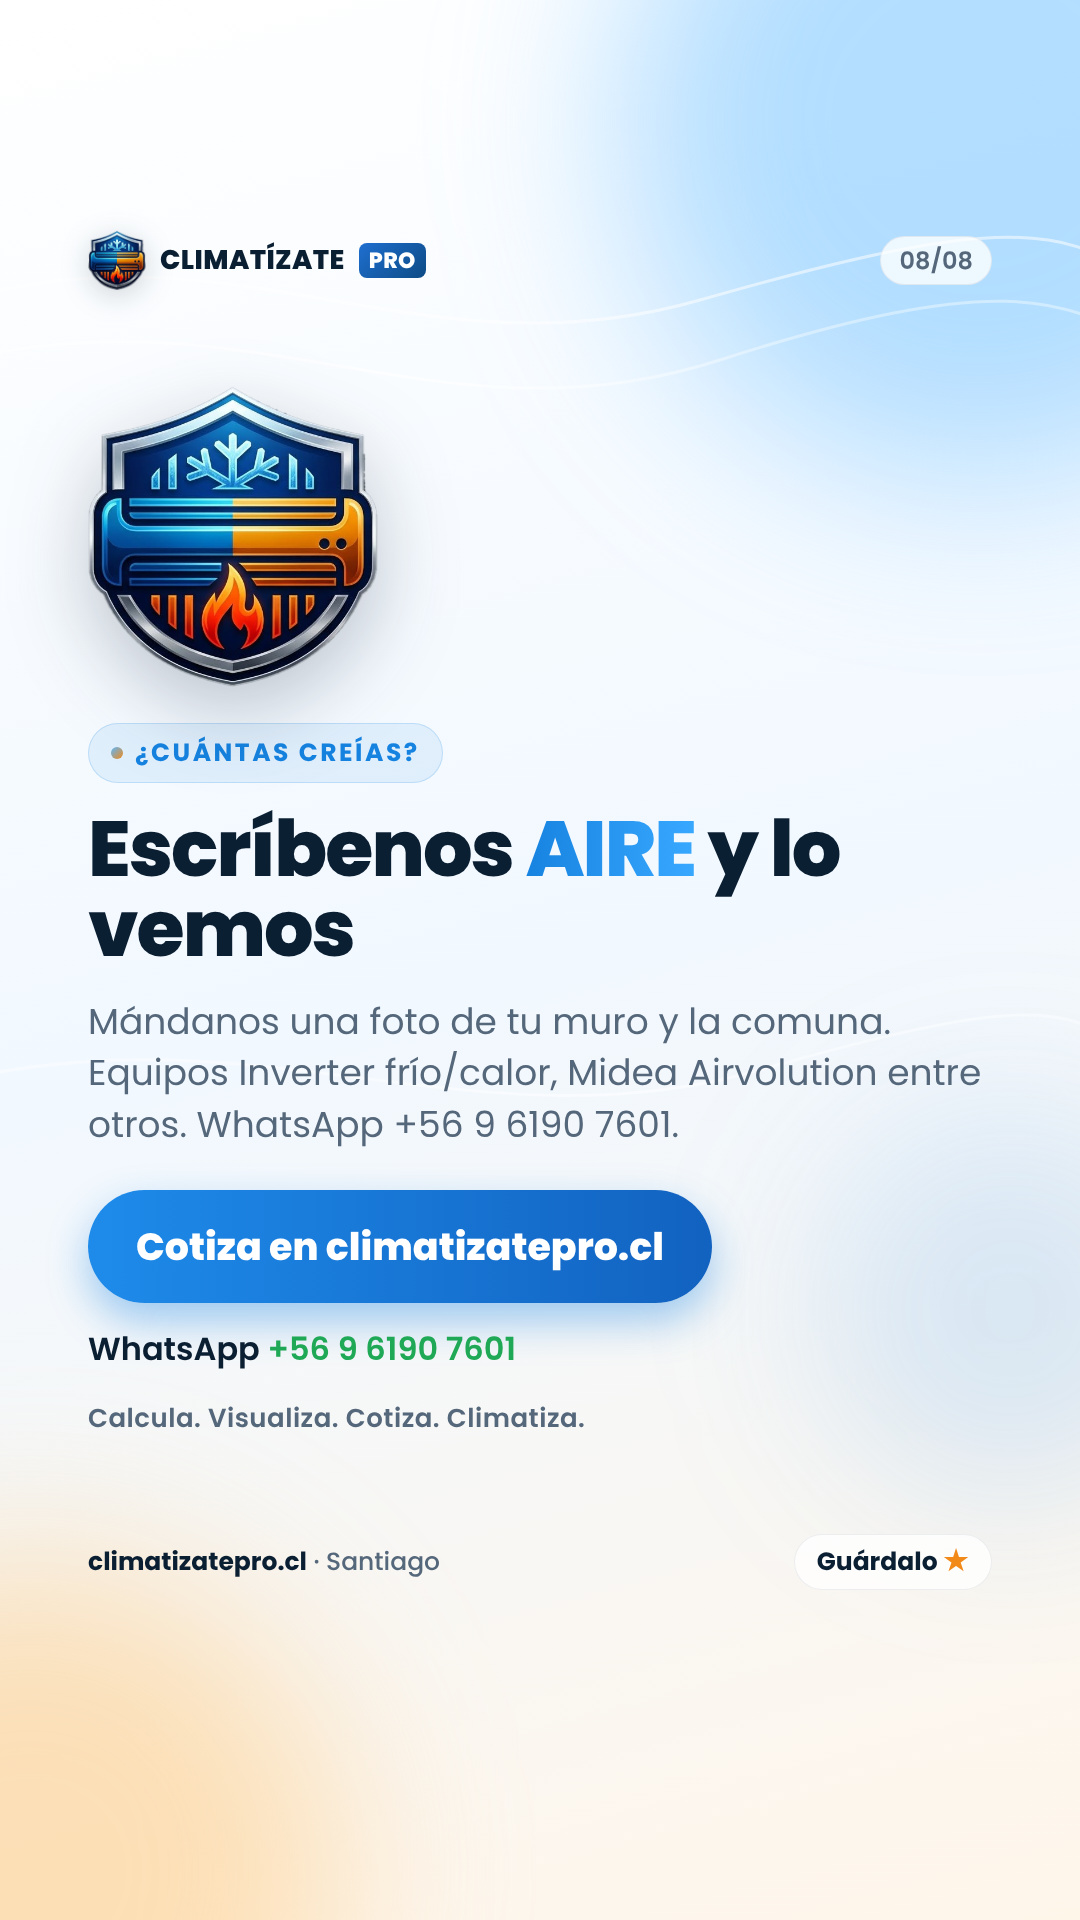 CLIMATÍZATE PRO
08/08
¿CUÁNTAS CREÍAS?
Escríbenos AIRE y lo
vemos
Mándanos una foto de tu muro y la comuna.
Equipos Inverter frío/calor, Midea Airvolution entre
otros. WhatsApp +56 9 6190 7601.
Cotiza en climatizatepro.cl
WhatsApp +56 9 6190 7601
Calcula. Visualiza. Cotiza. Climatiza.
climatizatepro.cl · Santiago
Guárdalo ★